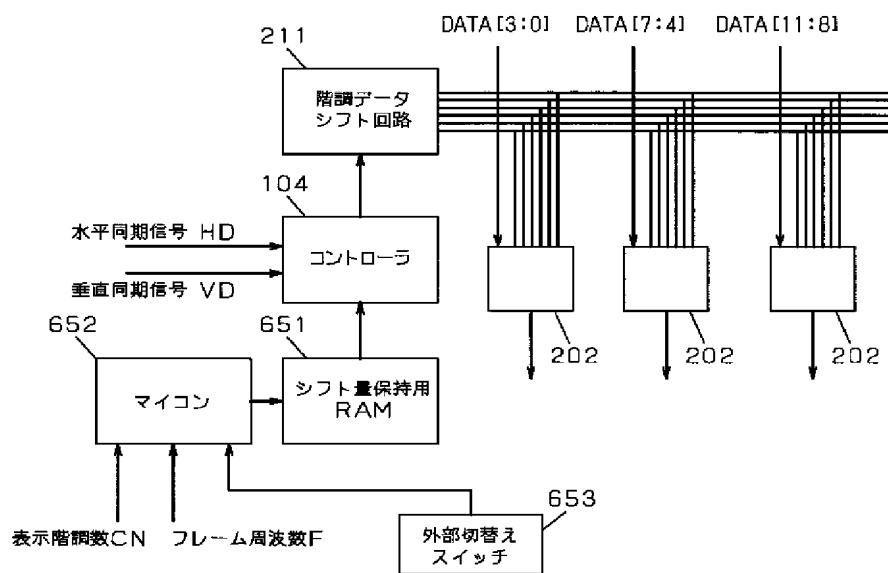 211
DATA[3:0] DATA[7:4] DATA[11:8]
階調データ
シフト回路
104
水平同期信号 HD
コントローラ
垂直同期信号 VD
652
651
202 202 202
マイコン
シフト量保持用
RAM
653
表示階調数CN フレーム周波数F
外部切替え
スイッチ